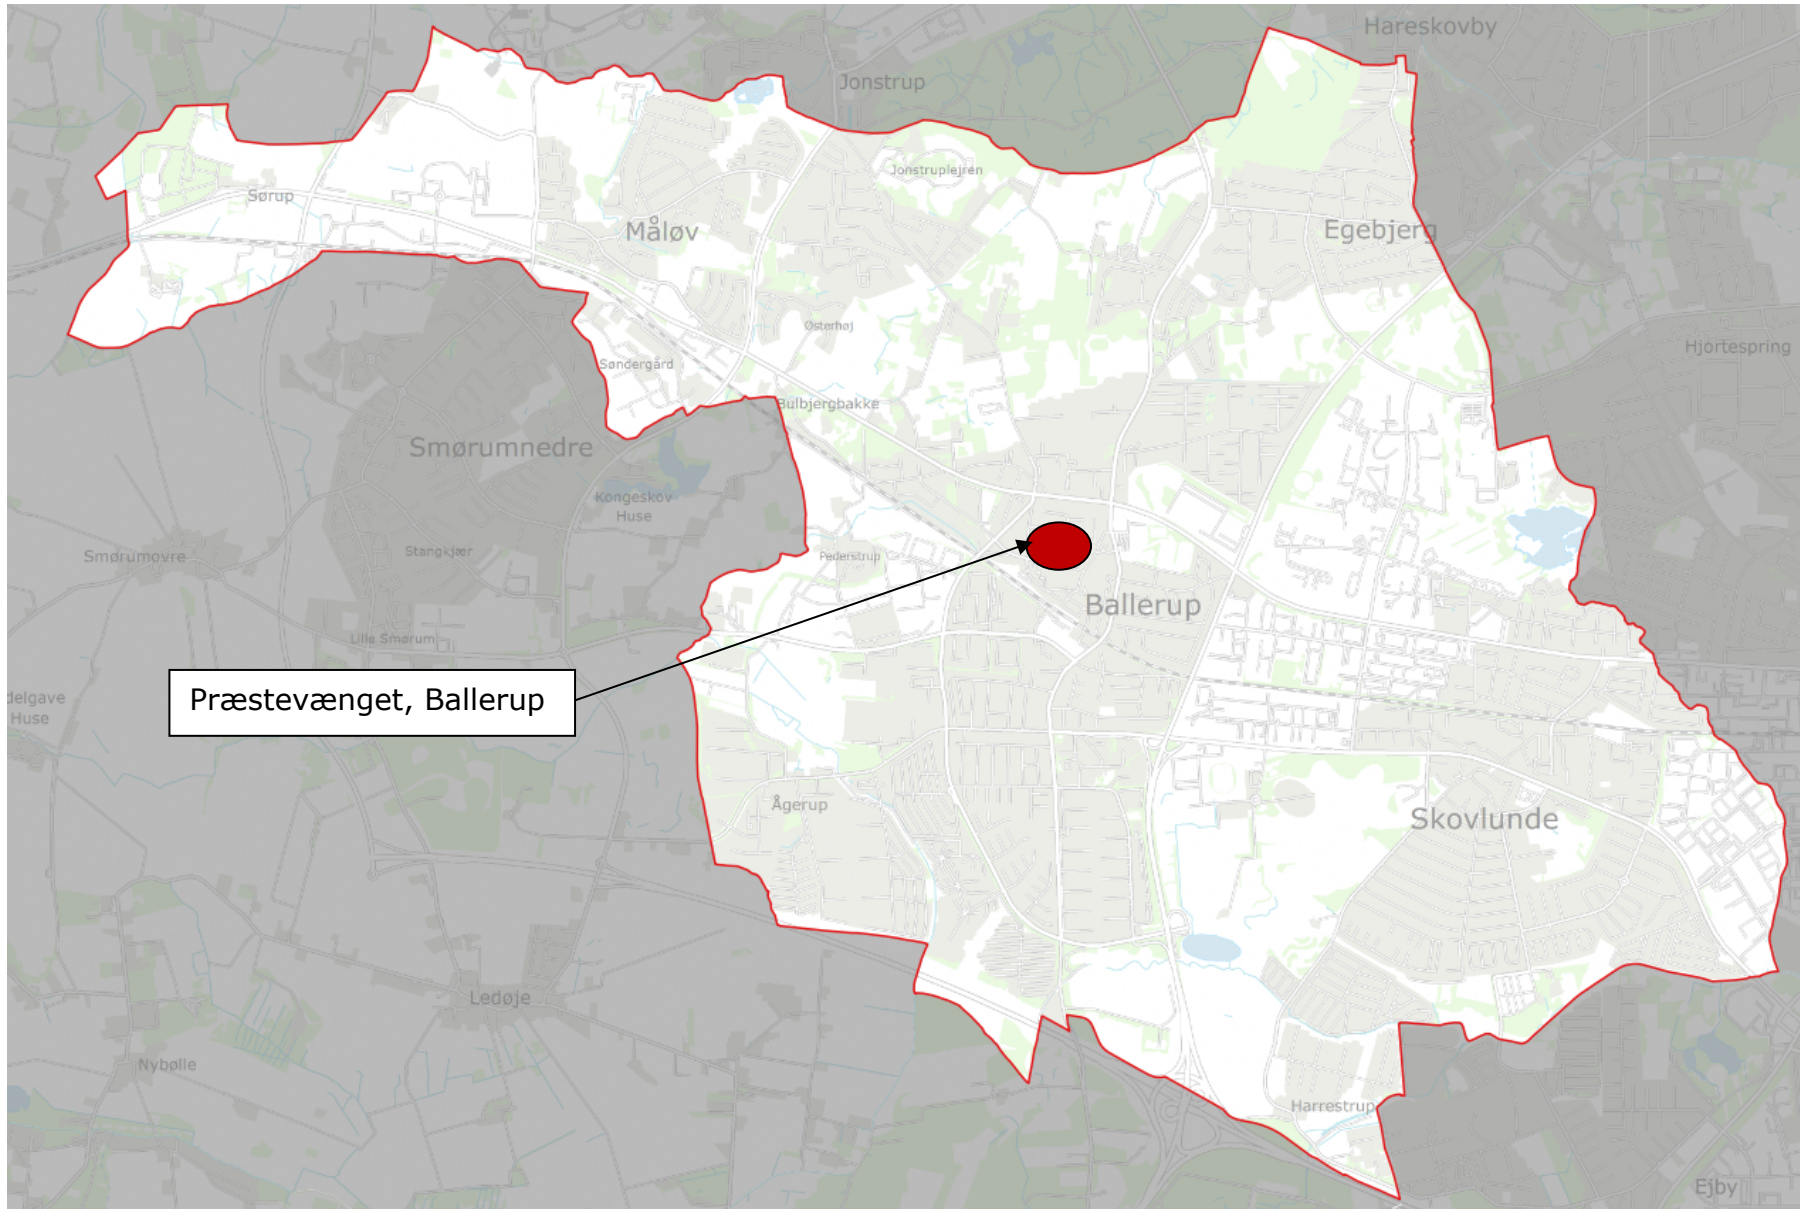 Hareskovby
Jonstrup
Jonstruplejren
Sørup
Måløv
Egebjerg
Østerhøj
Hjortespring
Søndergård
Bulbjergbakke
Smørumnedre
Kongeskov
Huse
Stangkjær
Smørumovre
Pederstrup
Ballerup
Lille Smørum
Præstevænget, Ballerup
delgave
Huse
Ågerup
Skovlunde
Ledøje
Nybølle
Harrestrup
Ejby